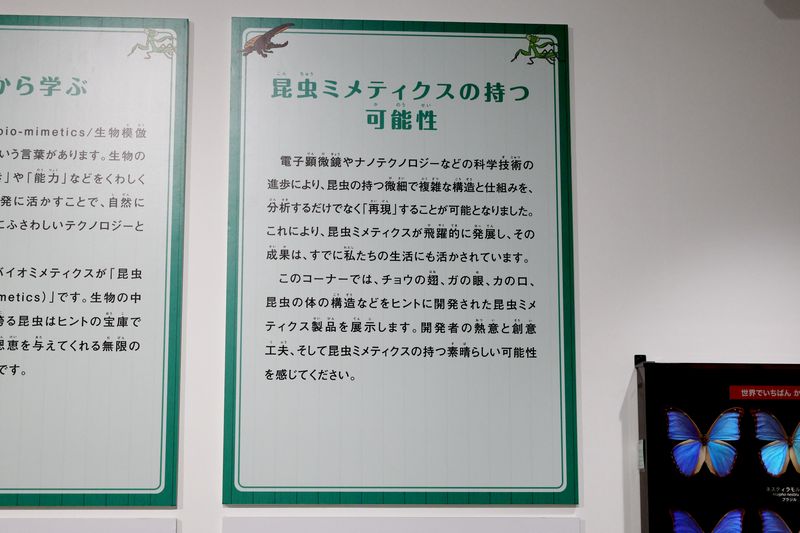 から学ぶ
bio-mimetics/生物模倣
いう言葉があります。生物の
」や「能力」などをくわしく
発に活かすことで、自然に
にふさわしいテクノロジーと
バイオミメティクスが「昆虫
metics)」です。生物の中
誇る昆虫はヒントの宝庫で
恩恵を与えてくれる無限の
です。
昆虫ミメティクスの持つ
可能性
電子顕微鏡やナノテクノロジーなどの科学技術の
進歩により、昆虫の持つ微細で複雑な構造と仕組みを、
分析するだけでなく「再現」することが可能となりました。
これにより、昆虫ミメティクスが飛躍的に発展し、その
成果は、すでに私たちの生活にも活かされています。
このコーナーでは、チョウの翅、ガの眼、カの口、
昆虫の体の構造などをヒントに開発された昆虫ミメ
ティクス製品を展示します。開発者の熱意と創意
工夫、そして昆虫ミメティクスの持つ素晴らしい可能性
を感じてください。
世界でいちばん か
ブラジル